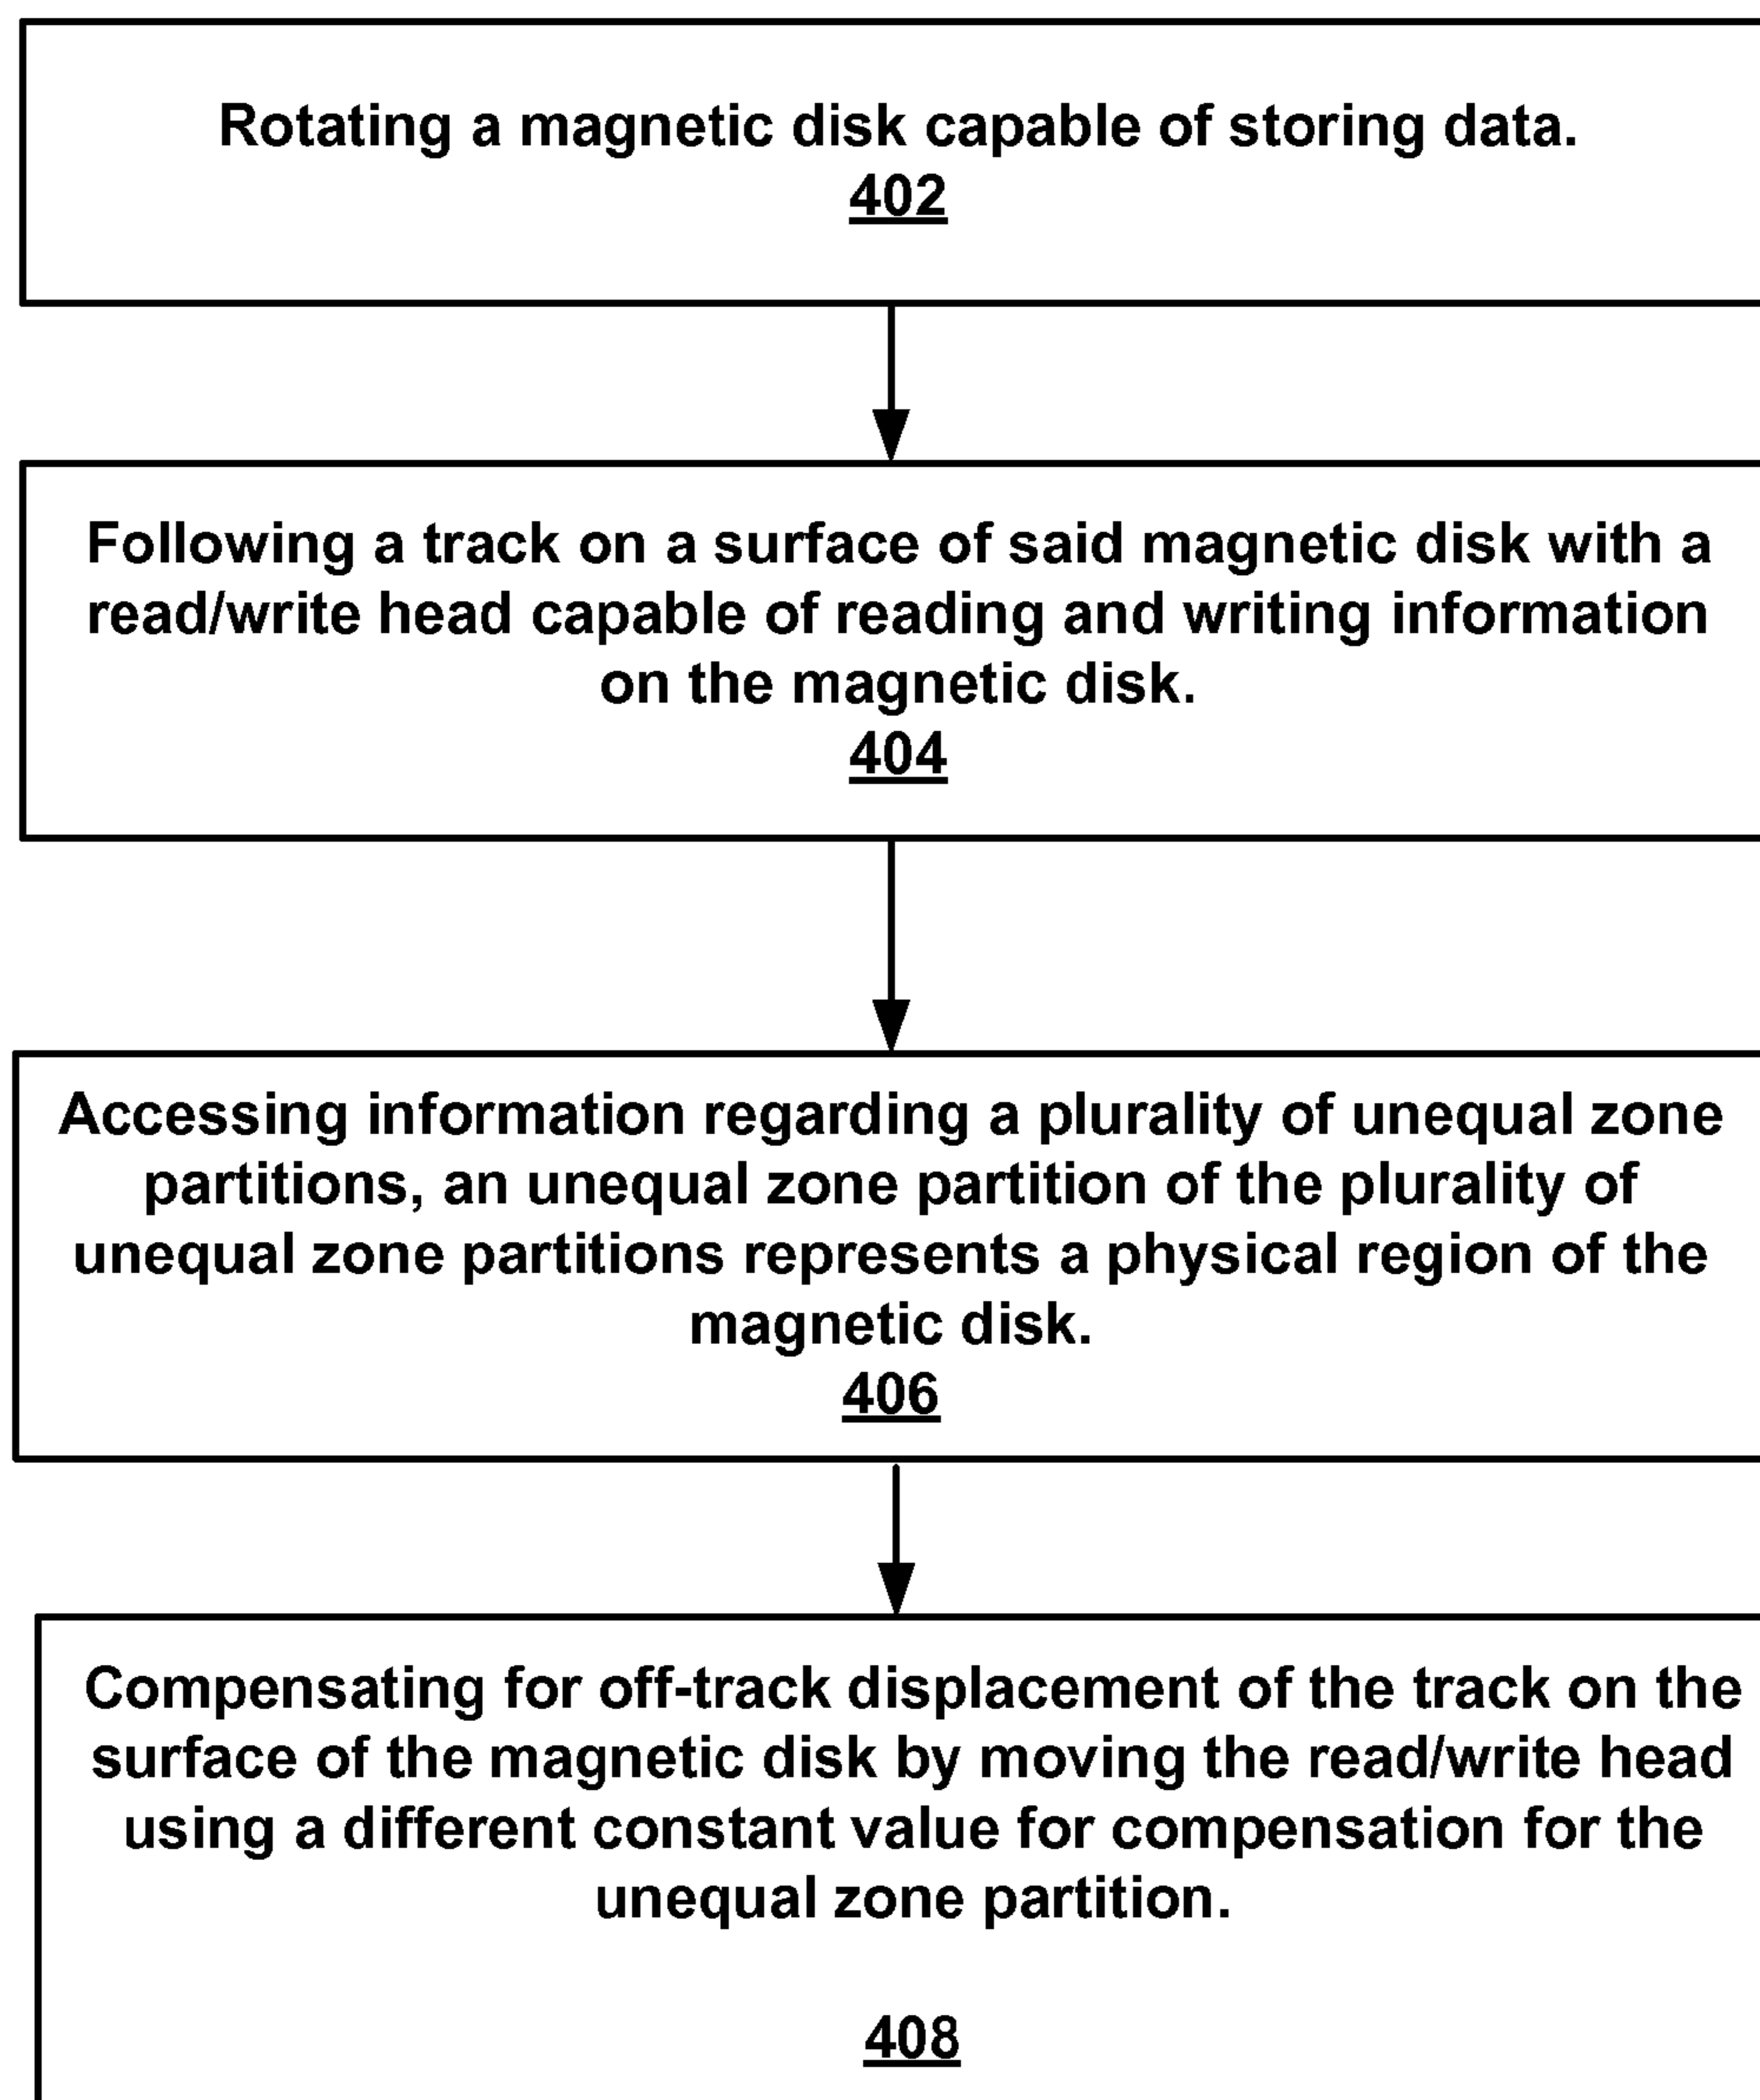 Rotating a magnetic disk capable of storing data.
402
Following a track on a surface of said magnetic disk with a
read/write head capable of reading and writing information
on the magnetic disk.
404
Accessing information regarding a plurality of unequal zone
partitions, an unequal zone partition of the plurality of
unequal zone partitions represents a physical region of the
magnetic disk.
406
Compensating for off-track displacement of the track on the
surface of the magnetic disk by moving the read/write head
using a different constant value for compensation for the
unequal zone partition.
408